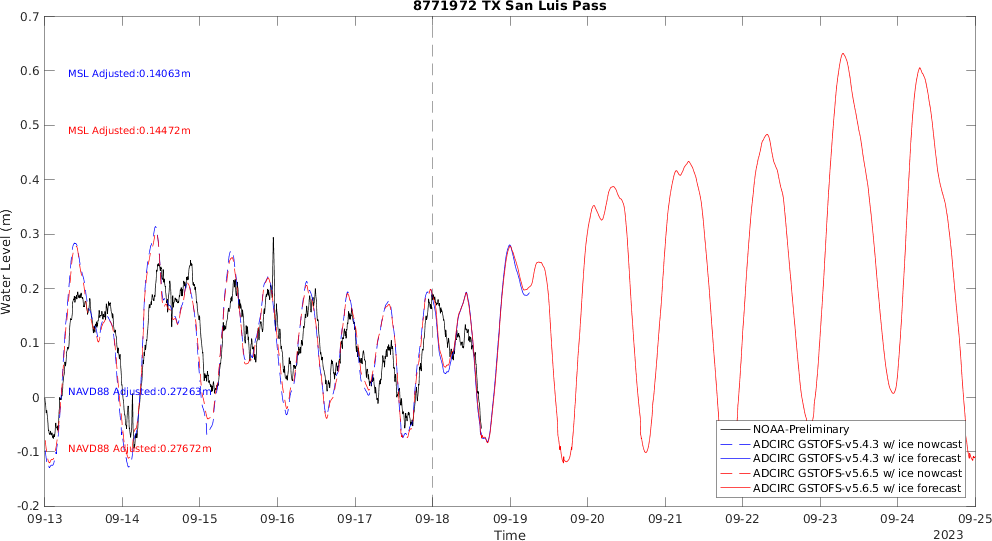 8771972 TX San Luis Pass
0.7
0.6
0.5
0.4
0.3
0.2
0.1
0
-0.1
-0.2
Water Level (m)
MSL Adjusted:0.14063m
MSL Adjusted:0.14472m
NAVD88 Adjusted:0.27263m
NAVD88 Adjusted:0.27672m
NOAA-Preliminary
ADCIRC GSTOFS-v5.4.3 w/ ice nowcast
ADCIRC GSTOFS-v5.4.3 w/ ice forecast
ADCIRC GSTOFS-v5.6.5 w/ ice nowcast
ADCIRC GSTOFS-v5.6.5 w/ ice forecast
09-13 09-14 09-15 09-16 09-17 09-18 09-19 09-20 09-21 09-22 09-23 09-24 09-25
Time
2023